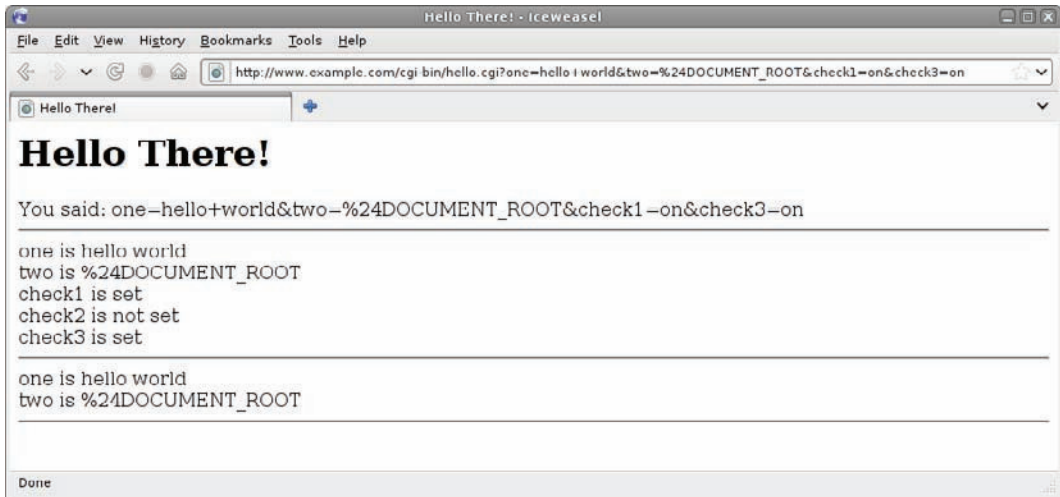 Hello There! - Iceweasel
File Edit View History Bookmarks Tools Help
http://www.example.com/cgi-bin/hello.cgi?one=hello+world&two=%24DOCUMENT_ROOT&check1=on&check3=on
Hello There!
Hello There!
You said: one=hello+world&two=%24DOCUMENT_ROOT&check1=on&check3=on
one is hello world
two is %24DOCUMENT_ROOT
check1 is set
check2 is not set
check3 is set
one is hello world
two is %24DOCUMENT_ROOT
Done